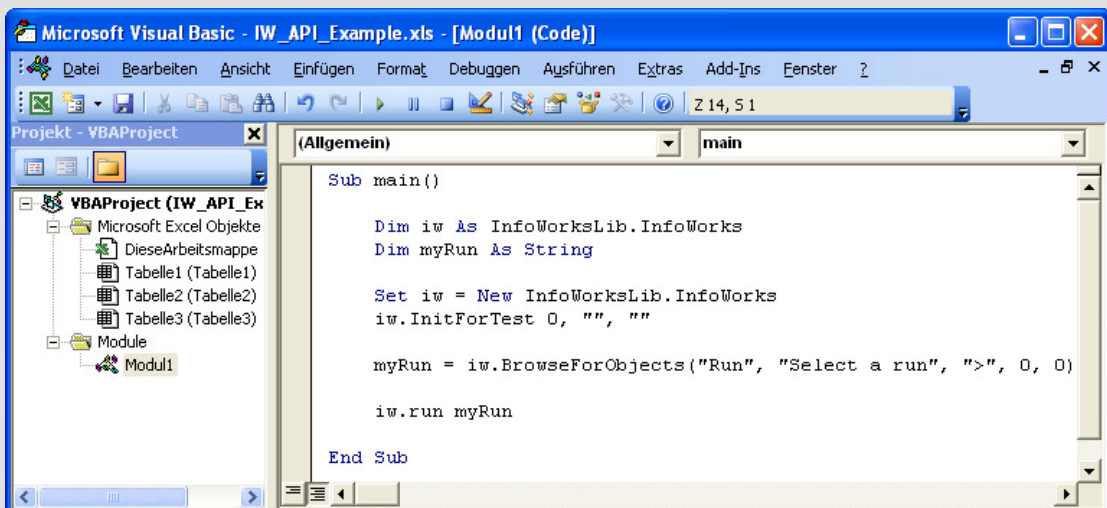 Microsoft Visual Basic - IW_API_Example.xls - [Modul1 (Code)]
Datei Bearbeiten Ansicht Einfügen Format Debuggen Ausführen Extras Add-Ins Fenster ?
Z 14, S 1
Projekt - VBAProject
(Allgemein) main
VBAProject (IW_API_Ex
Microsoft Excel Objekte
DieseArbeitsmappe
Tabelle1 (Tabelle1)
Tabelle2 (Tabelle2)
Tabelle3 (Tabelle3)
Module
Modul1
Sub main()
Dim iw As InfoWorksLib.InfoWorks
Dim myRun As String
Set iw = New InfoWorksLib.InfoWorks
iw.InitForTest 0, "", ""
myRun = iw.BrowseForObjects("Run", "Select a run", ">", 0, 0)
iw.run myRun
End Sub